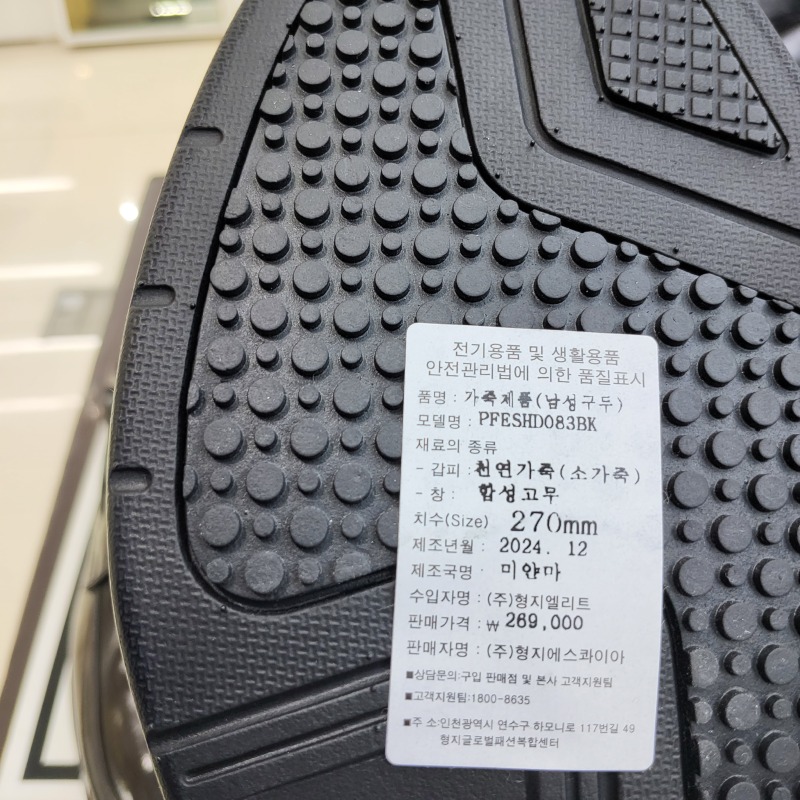 전기용품 및 생활용품
안전관리법에 의한 품질표시
품명 : 가죽제품(남성구두)
모델명 : PFESHD083BK
재료의 종류
- 갑피 : 천연가죽(소가죽)
- 창 : 합성고무
치수(Size) 270mm
제조년월 : 2024. 12
제조국명 · 미얀마
수입자명 : (주)형지엘리트
판매가격 : ₩ 269,000
판매자명 : (주)형지에스콰이아
■상담문의:구입 판매점 및 본사 고객지원팀
■고객지원팀:1800-8635
■주 소:인천광역시 연수구 하모니로 117번길 49
형지글로벌패션복합센터